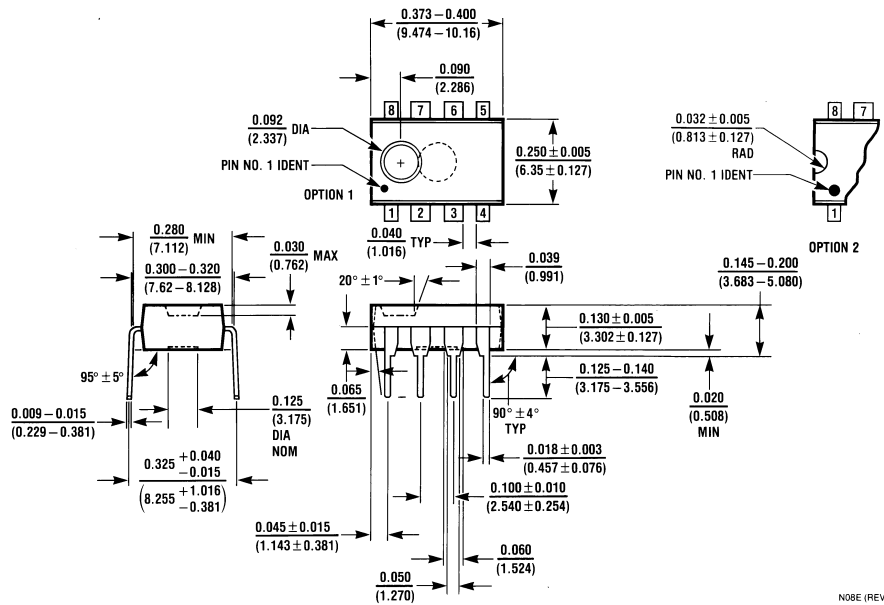 0.373 – 0.400
(9.474 – 10.16)
0.090
(2.286)
8 7 6 5
0.092
(2.337)
DIA
PIN NO. 1 IDENT
OPTION 1
1 2 3 4
0.250 ± 0.005
(6.35 ± 0.127)
0.032 ± 0.005
(0.813 ± 0.127)
RAD
PIN NO. 1 IDENT
8 7
1
OPTION 2
0.280
(7.112)
MIN
0.300 – 0.320
(7.62 – 8.128)
0.030
(0.762)
MAX
0.040
(1.016)
TYP
0.039
(0.991)
20° ± 1°
0.145 – 0.200
(3.683 – 5.080)
0.130 ± 0.005
(3.302 ± 0.127)
0.125 – 0.140
(3.175 – 3.556)
0.020
(0.508)
MIN
95° ± 5°
0.009 – 0.015
(0.229 – 0.381)
0.125
(3.175)
DIA
NOM
0.065
(1.651)
90° ± 4°
TYP
0.325 +0.040
−0.015
(8.255 +1.016
−0.381)
0.018 ± 0.003
(0.457 ± 0.076)
0.100 ± 0.010
(2.540 ± 0.254)
0.045 ± 0.015
(1.143 ± 0.381)
0.060
(1.524)
0.050
(1.270)
N08E (REV